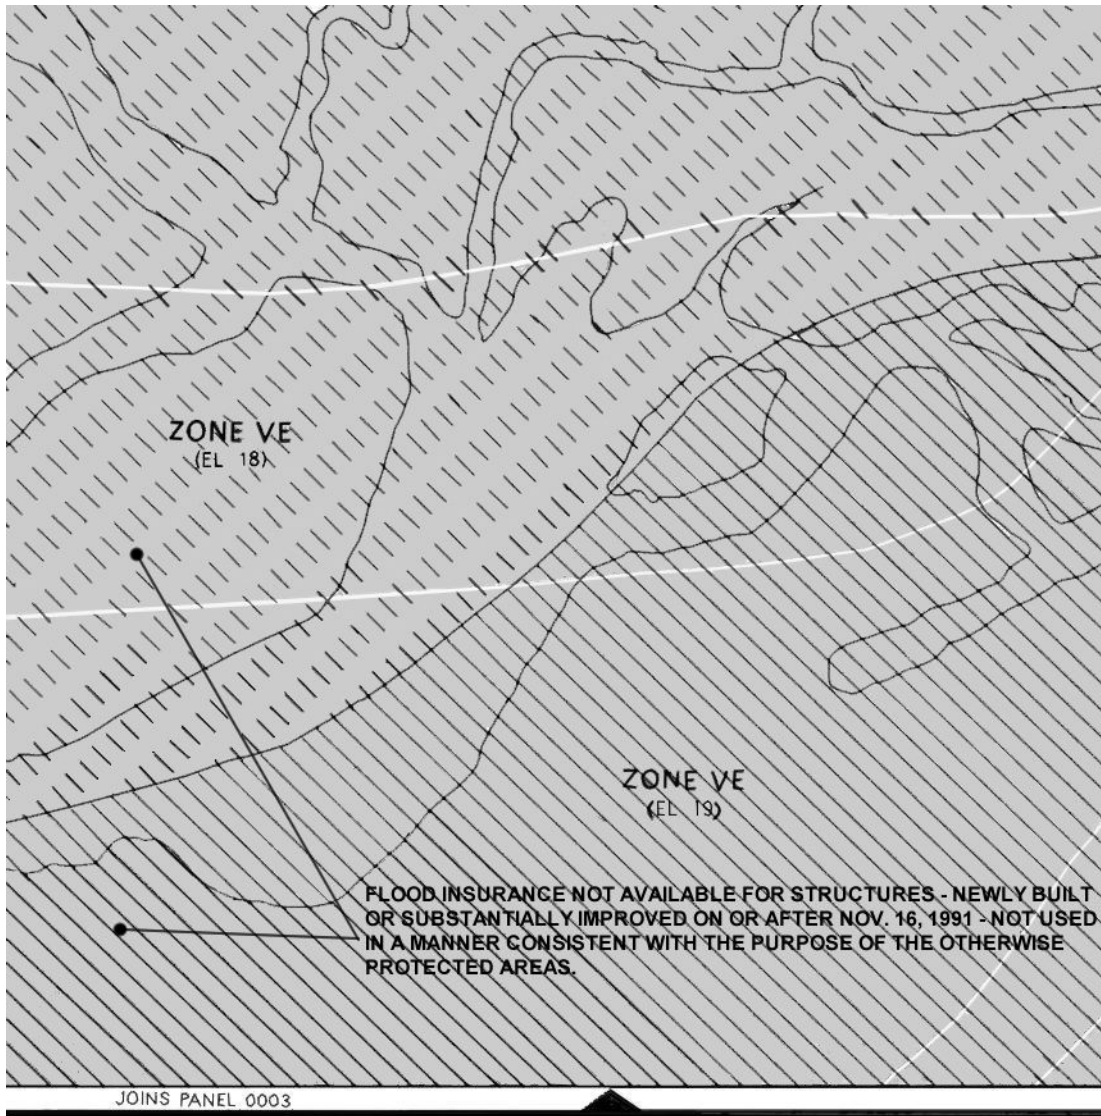 ZONE VE
(EL 18)
ZONE VE
(EL 19)
FLOOD INSURANCE NOT AVAILABLE FOR STRUCTURES - NEWLY BUILT
OR SUBSTANTIALLY IMPROVED ON OR AFTER NOV. 16, 1991 - NOT USED
IN A MANNER CONSISTENT WITH THE PURPOSE OF THE OTHERWISE
PROTECTED AREAS.
JOINS PANEL 0003